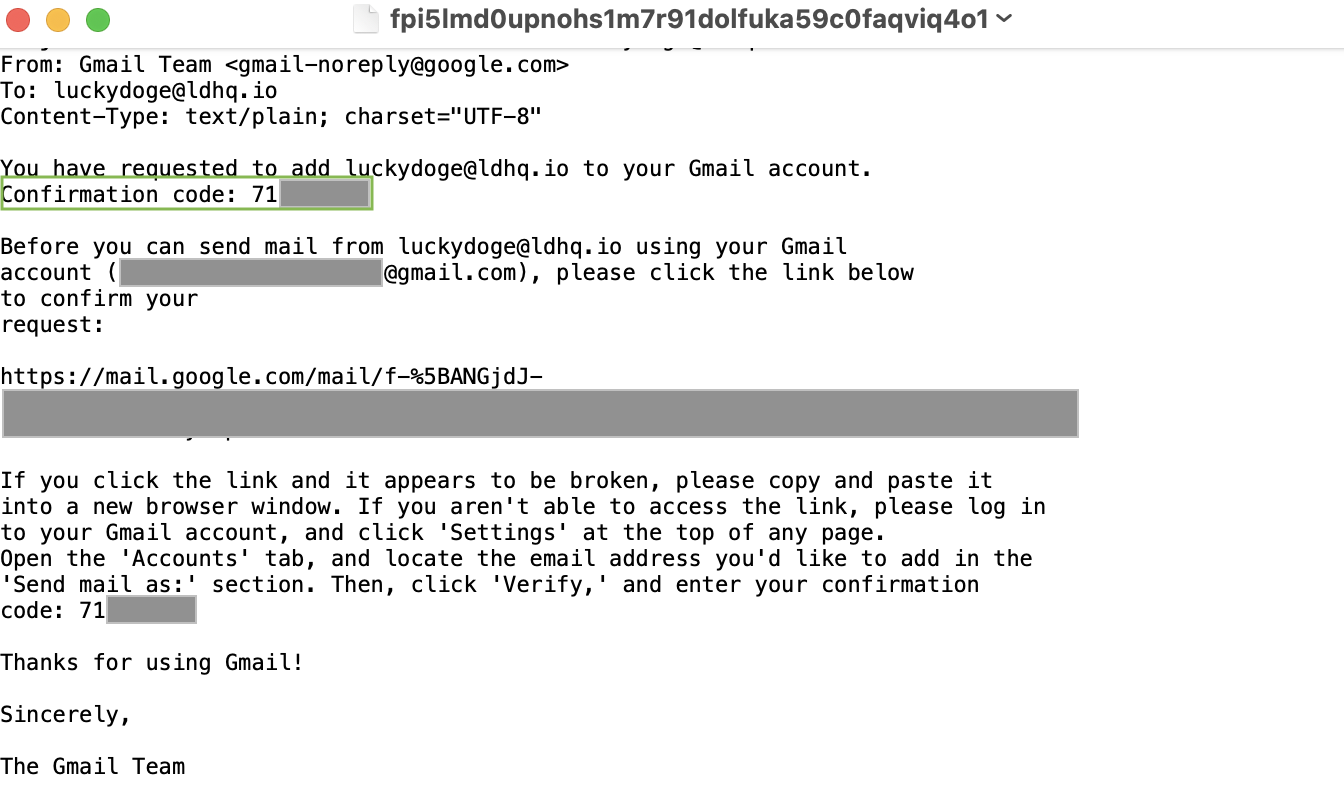 fpi5lmd0upnohs1m7r91dolfuka59c0faqviq4o1
From: Gmail Team <gmail-noreply@google.com>
To: luckydoge@ldhq.io
Content-Type: text/plain; charset="UTF-8"
You have requested to add luckydoge@ldhq.io to your Gmail account.
Confirmation code: 71
Before you can send mail from luckydoge@ldhq.io using your Gmail
account (@gmail.com), please click the link below
to confirm your
request:
https://mail.google.com/mail/f-%5BANGjdJ-
If you click the link and it appears to be broken, please copy and paste it
into a new browser window. If you aren't able to access the link, please log in
to your Gmail account, and click 'Settings' at the top of any page.
Open the 'Accounts' tab, and locate the email address you'd like to add in the
'Send mail as:' section. Then, click 'Verify,' and enter your confirmation
code: 71
Thanks for using Gmail!
Sincerely,
The Gmail Team